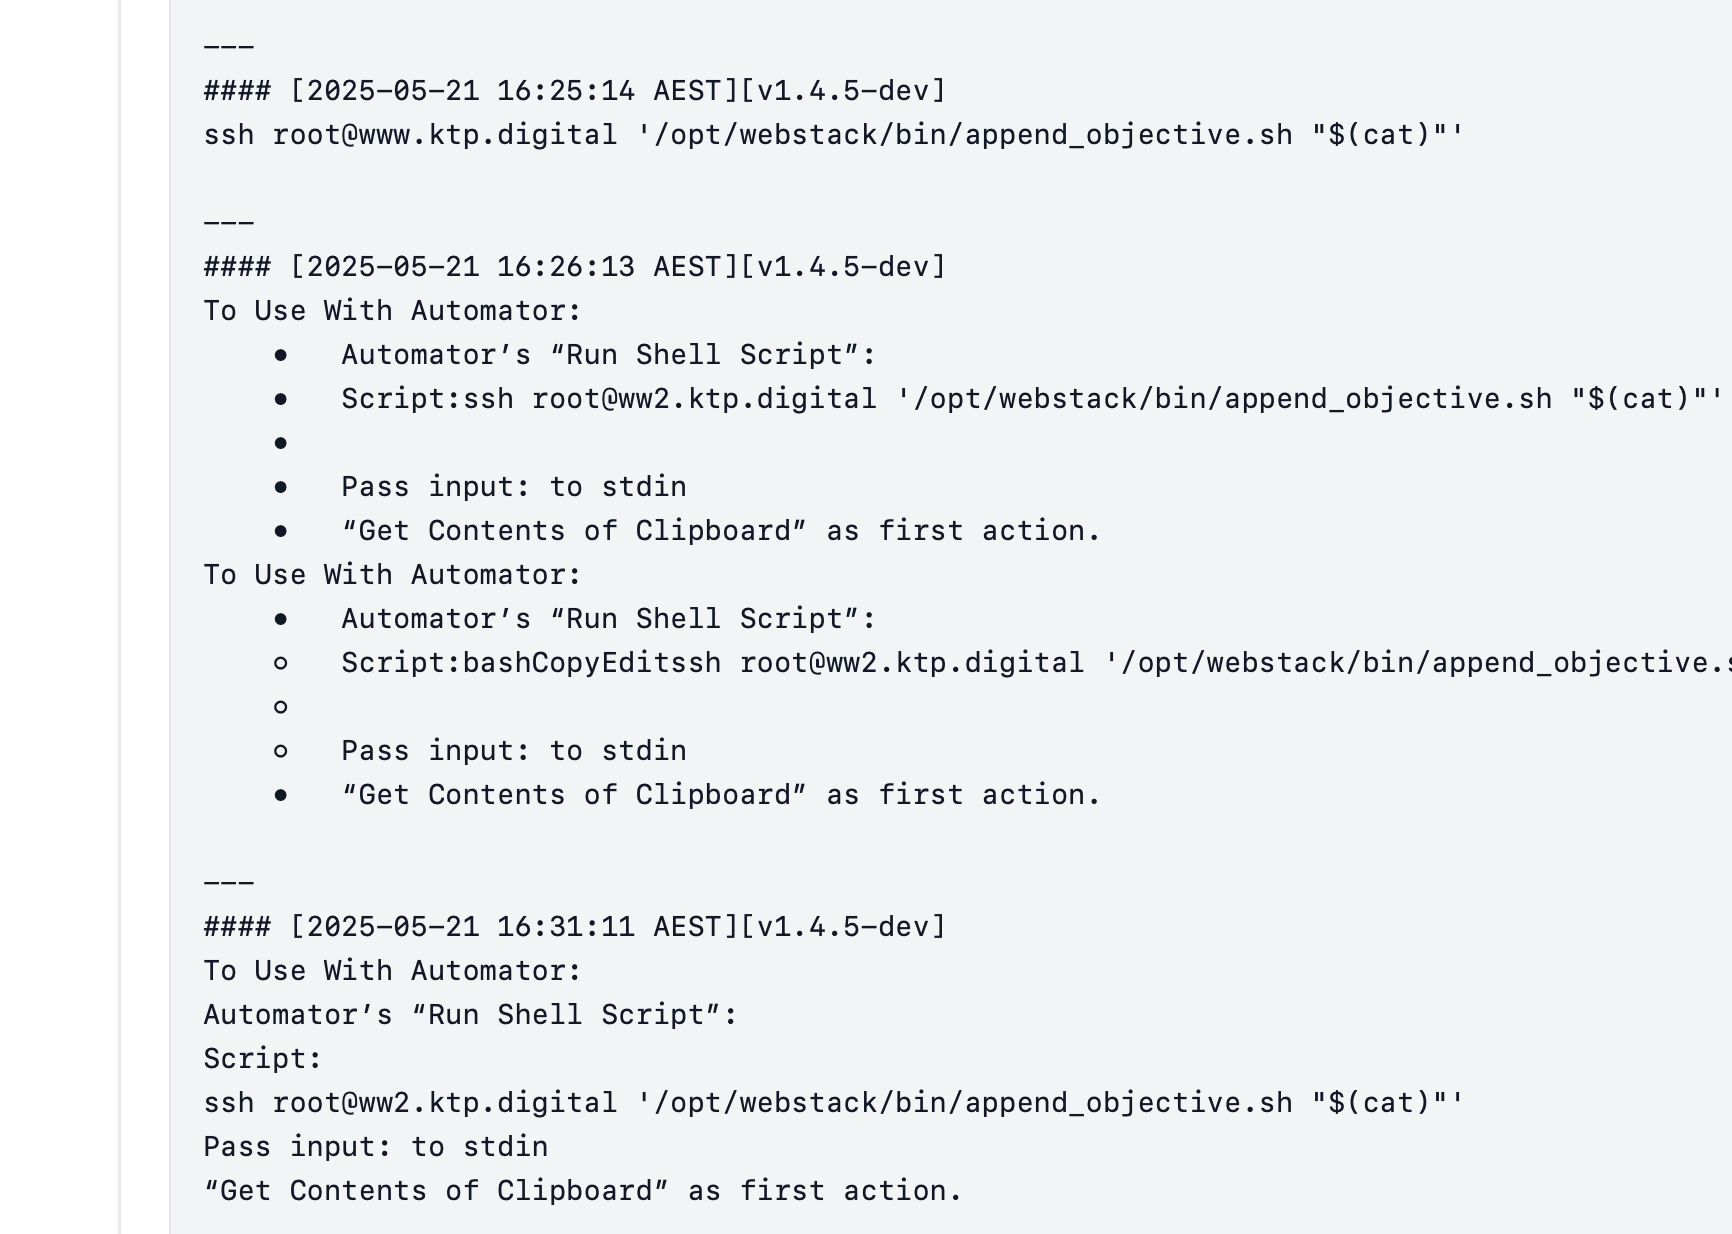 ---
#### [2025-05-21 16:25:14 AEST][v1.4.5-dev]
ssh root@www.ktp.digital '/opt/webstack/bin/append_objective.sh "$(cat)"'
---
#### [2025-05-21 16:26:13 AEST][v1.4.5-dev]
To Use With Automator:
● Automator’s “Run Shell Script”:
● Script:ssh root@ww2.ktp.digital '/opt/webstack/bin/append_objective.sh "$(cat)"'
●
● Pass input: to stdin
● “Get Contents of Clipboard” as first action.
To Use With Automator:
● Automator’s “Run Shell Script”:
○ Script:bashCopyEditssh root@ww2.ktp.digital '/opt/webstack/bin/append_objective.s
○
○ Pass input: to stdin
● “Get Contents of Clipboard” as first action.
---
#### [2025-05-21 16:31:11 AEST][v1.4.5-dev]
To Use With Automator:
Automator’s “Run Shell Script”:
Script:
ssh root@ww2.ktp.digital '/opt/webstack/bin/append_objective.sh "$(cat)"'
Pass input: to stdin
“Get Contents of Clipboard” as first action.